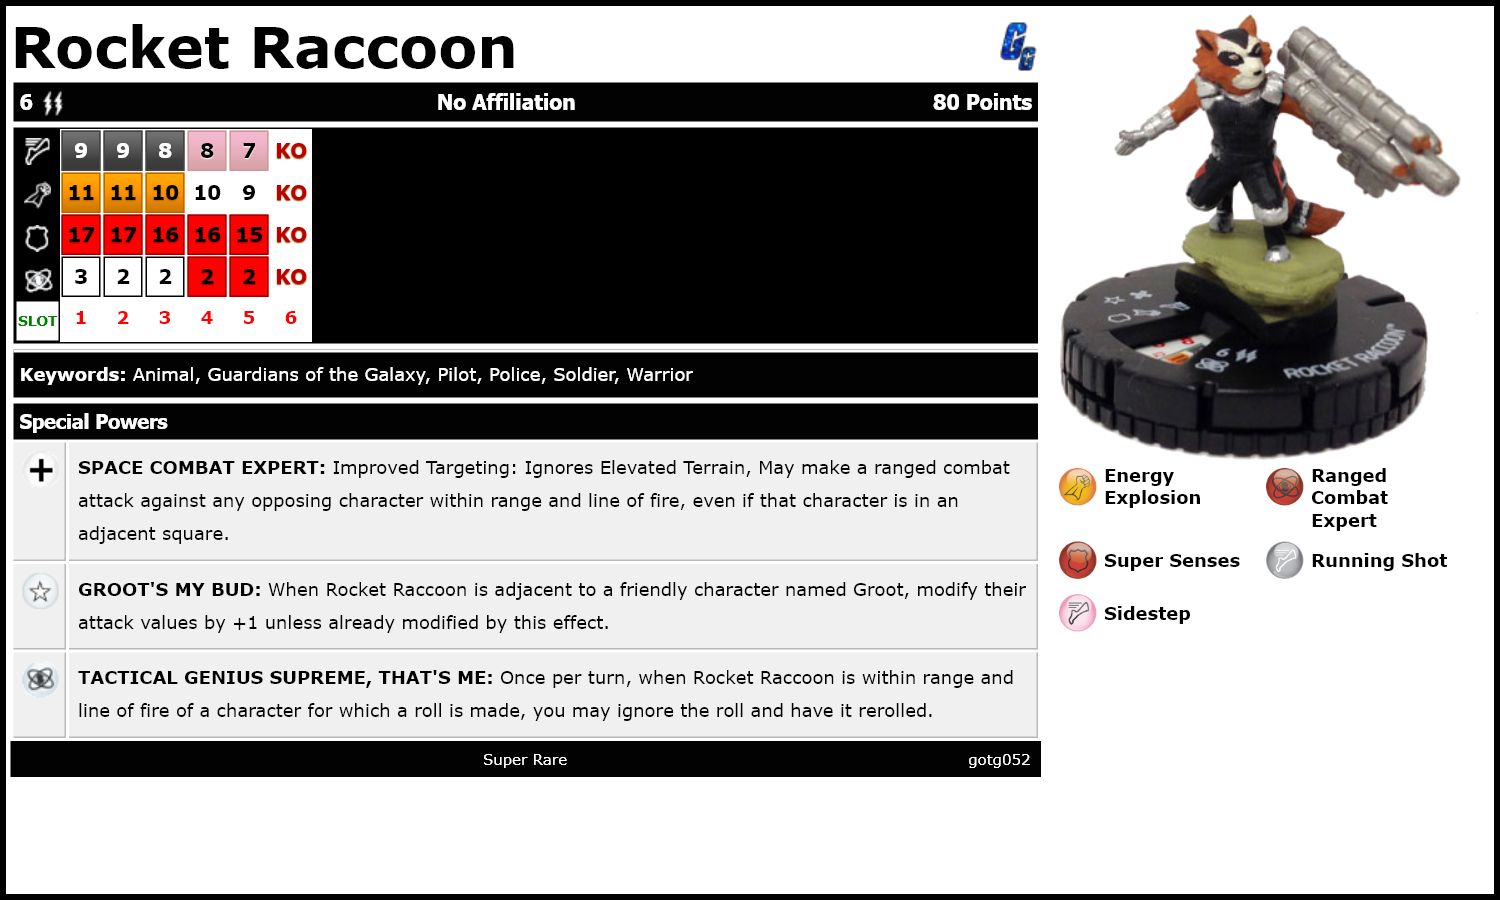 Rocket Raccoon
GG
6 No Affiliation 80 Points
9 9 8 8 7 KO
11 11 10 10 9 KO
17 17 16 16 15 KO
3 2 2 2 2 KO
SLOT 1 2 3 4 5 6
Keywords: Animal, Guardians of the Galaxy, Pilot, Police, Soldier, Warrior
Special Powers
SPACE COMBAT EXPERT: Improved Targeting: Ignores Elevated Terrain, May make a ranged combat
attack against any opposing character within range and line of fire, even if that character is in an
adjacent square.
GROOT'S MY BUD: When Rocket Raccoon is adjacent to a friendly character named Groot, modify their
attack values by +1 unless already modified by this effect.
TACTICAL GENIUS SUPREME, THAT'S ME: Once per turn, when Rocket Raccoon is within range and
line of fire of a character for which a roll is made, you may ignore the roll and have it rerolled.
Super Rare gotg052
6
ROCKET RACCOON
Energy
Explosion
Ranged
Combat
Expert
Super Senses
Running Shot
Sidestep